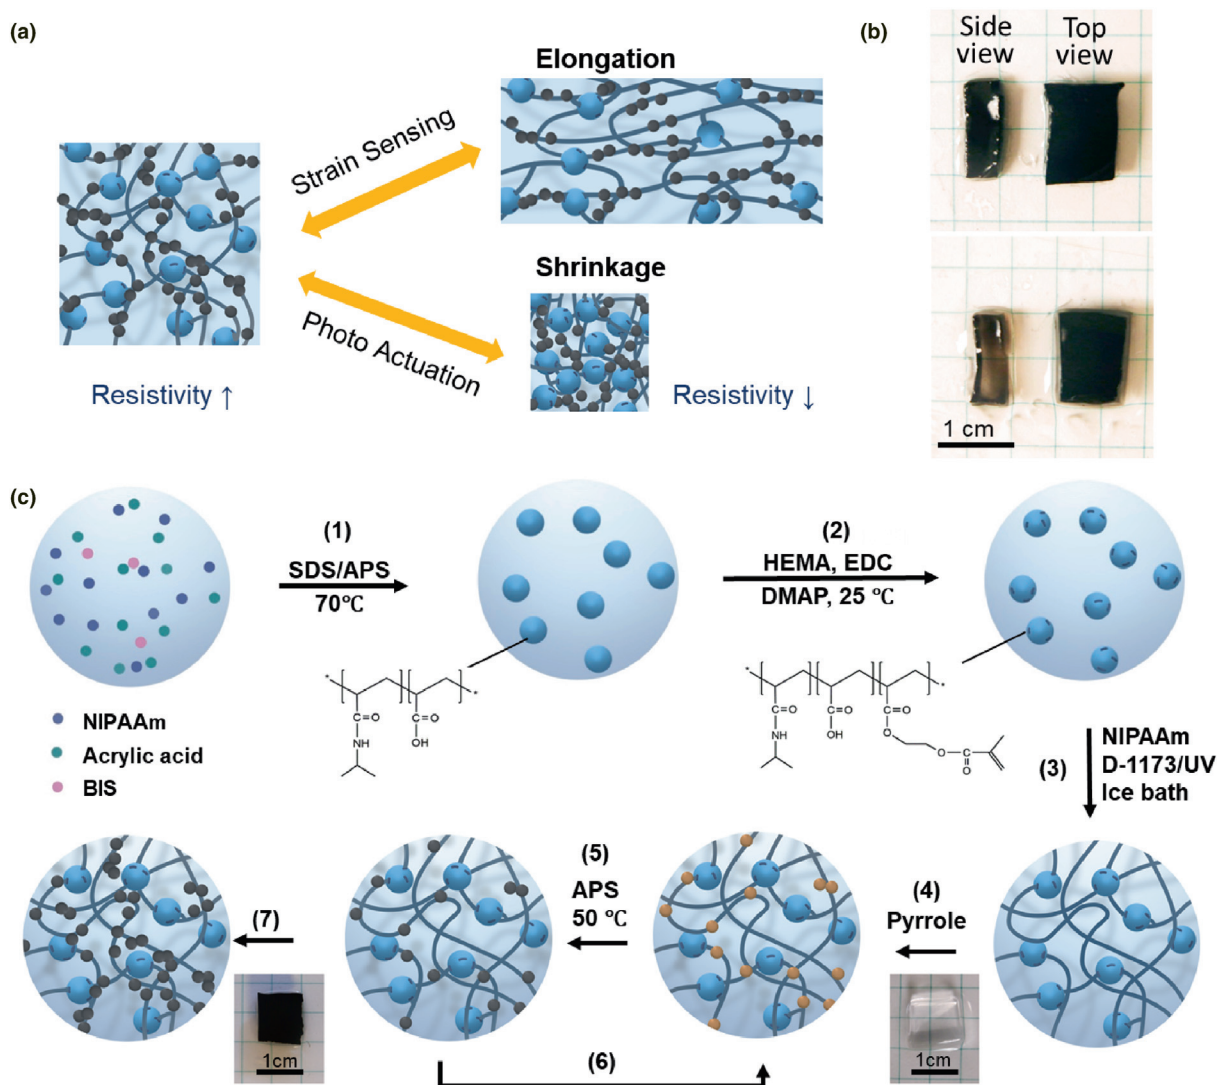 (a)
Elongation
Strain Sensing
Shrinkage
Photo Actuation
Resistivity ↑
Resistivity ↓
(b)
Side
view
Top
view
1 cm
(c)
(1)
SDS/APS
70℃
(2)
HEMA, EDC
DMAP, 25 ℃
NIPAAm
Acrylic acid
BIS
*
C=O
NH
C=O
OH
*
*
C=O
NH
C=O
OH
C=O
O
O
C
O
*
(3)
NIPAAm
D-1173/UV
Ice bath
(4)
Pyrrole
1cm
(5)
APS
50 ℃
(6)
(7)
1cm